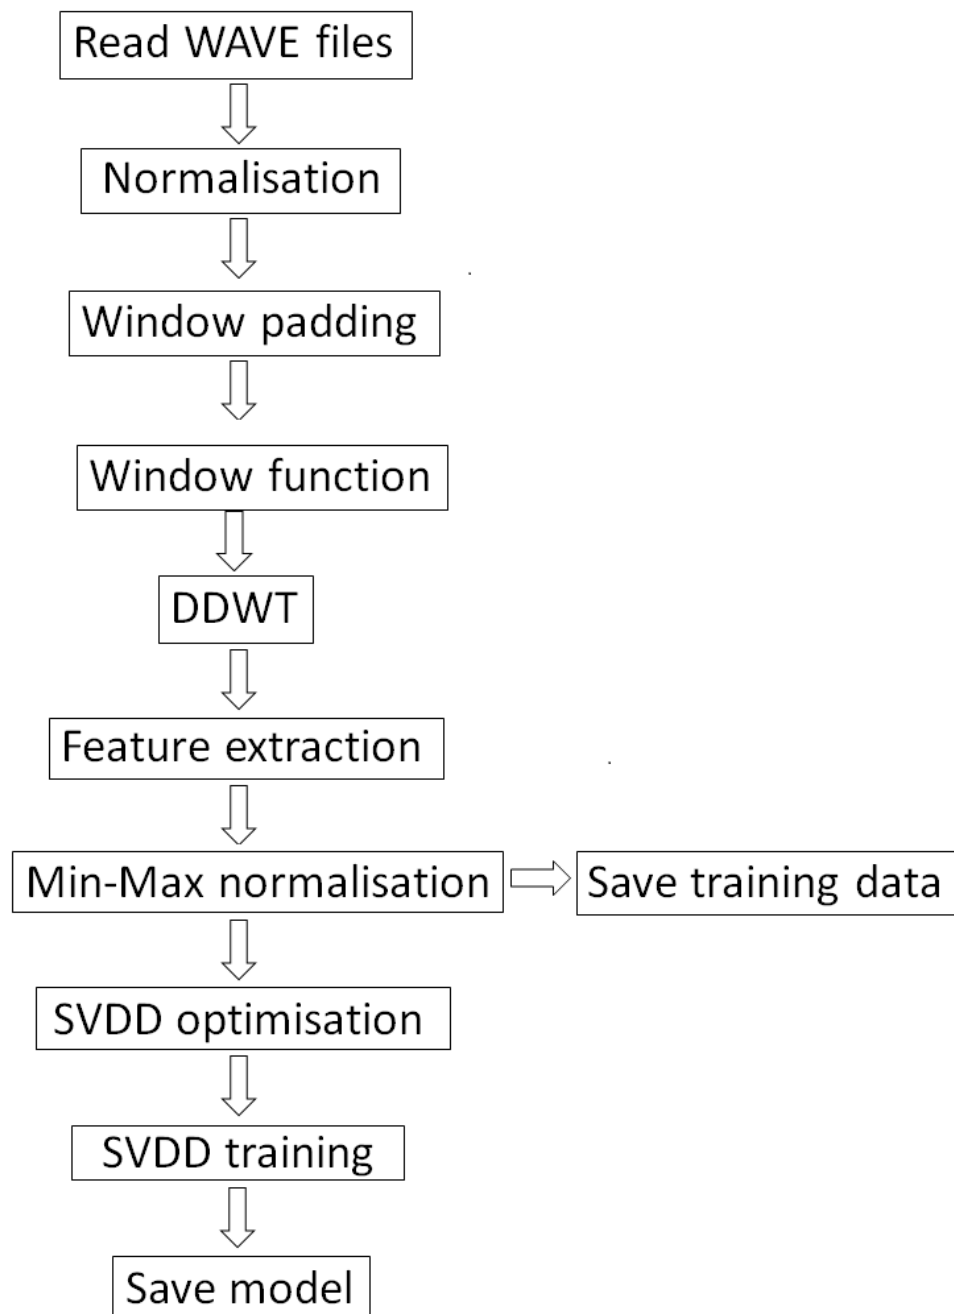 Read WAVE files
Normalisation
Window padding
Window function
DDWT
Feature extraction
Min-Max normalisation
Save training data
SVDD optimisation
SVDD training
Save model